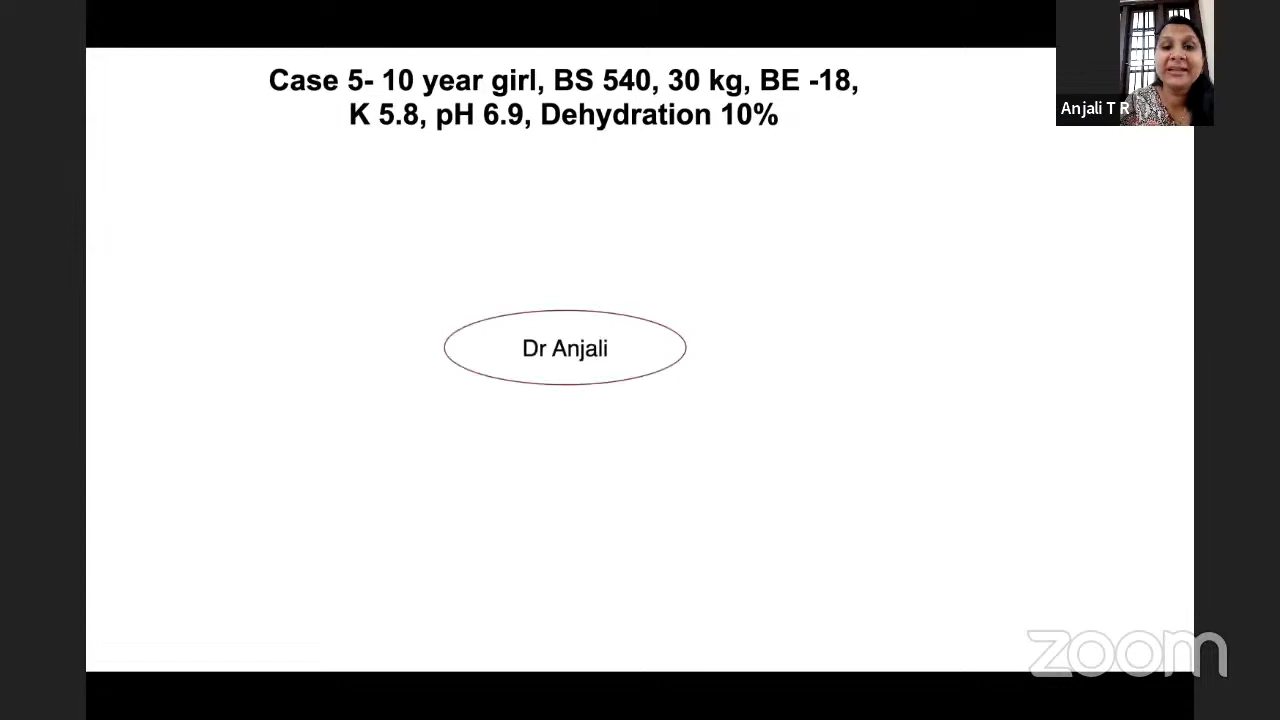 Case 5- 10 year girl, BS 540, 30 kg, BE -18,
K 5.8, pH 6.9, Dehydration 10%
Anjali T R
Dr Anjali
zoom